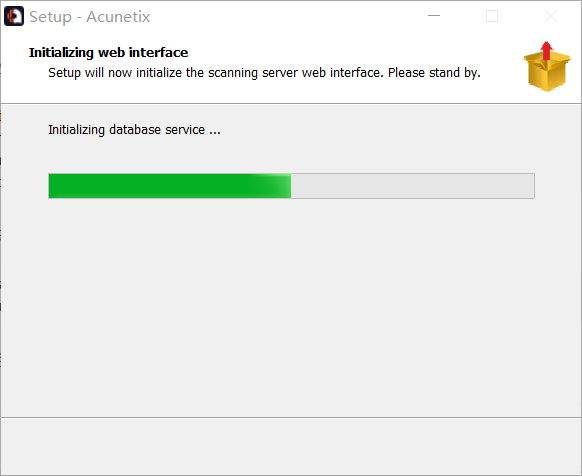 Setup - Acunetix
Initializing web interface
Setup will now initialize the scanning server web interface. Please stand by.
Initializing database service ...